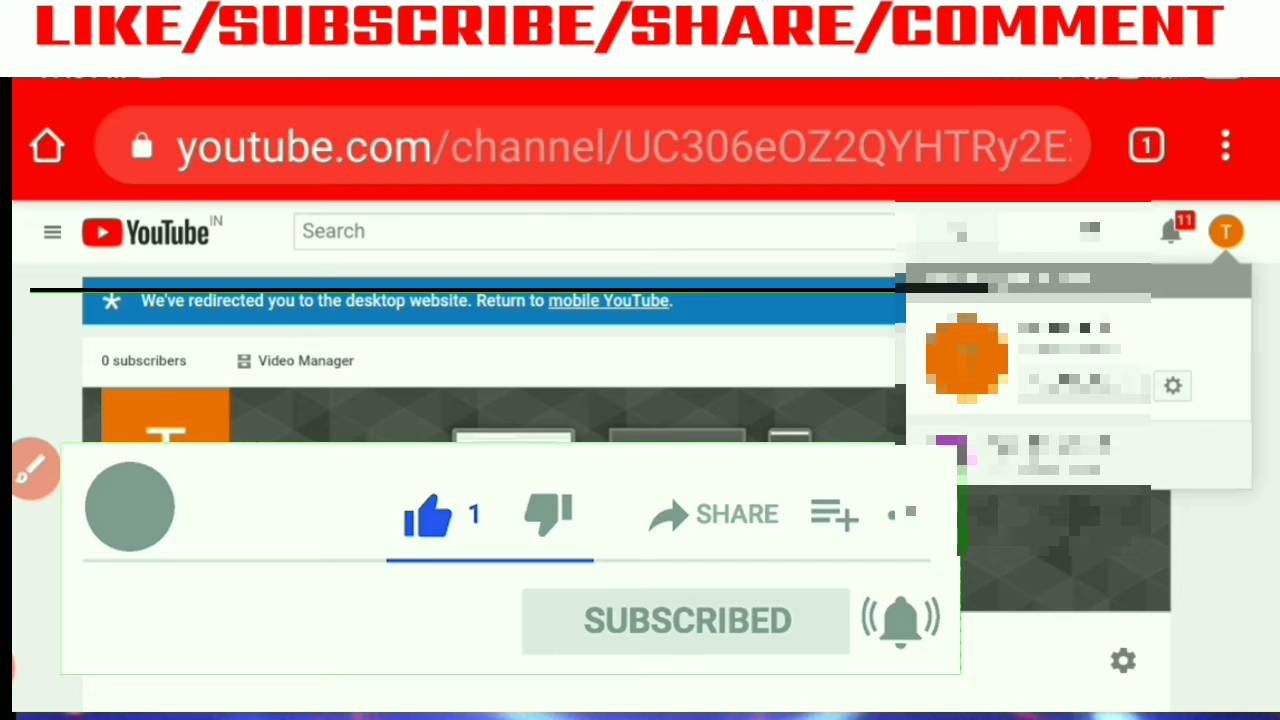 LIKE/SUBSCRIBE/SHARE/COMMENT
youtube.com/channel/UC306eOZ2QYHTRy2E
1
YouTube IN
Search
11
T
We've redirected you to the desktop website. Return to mobile YouTube.
0 subscribers
Video Manager
T
1
SHARE
SUBSCRIBED